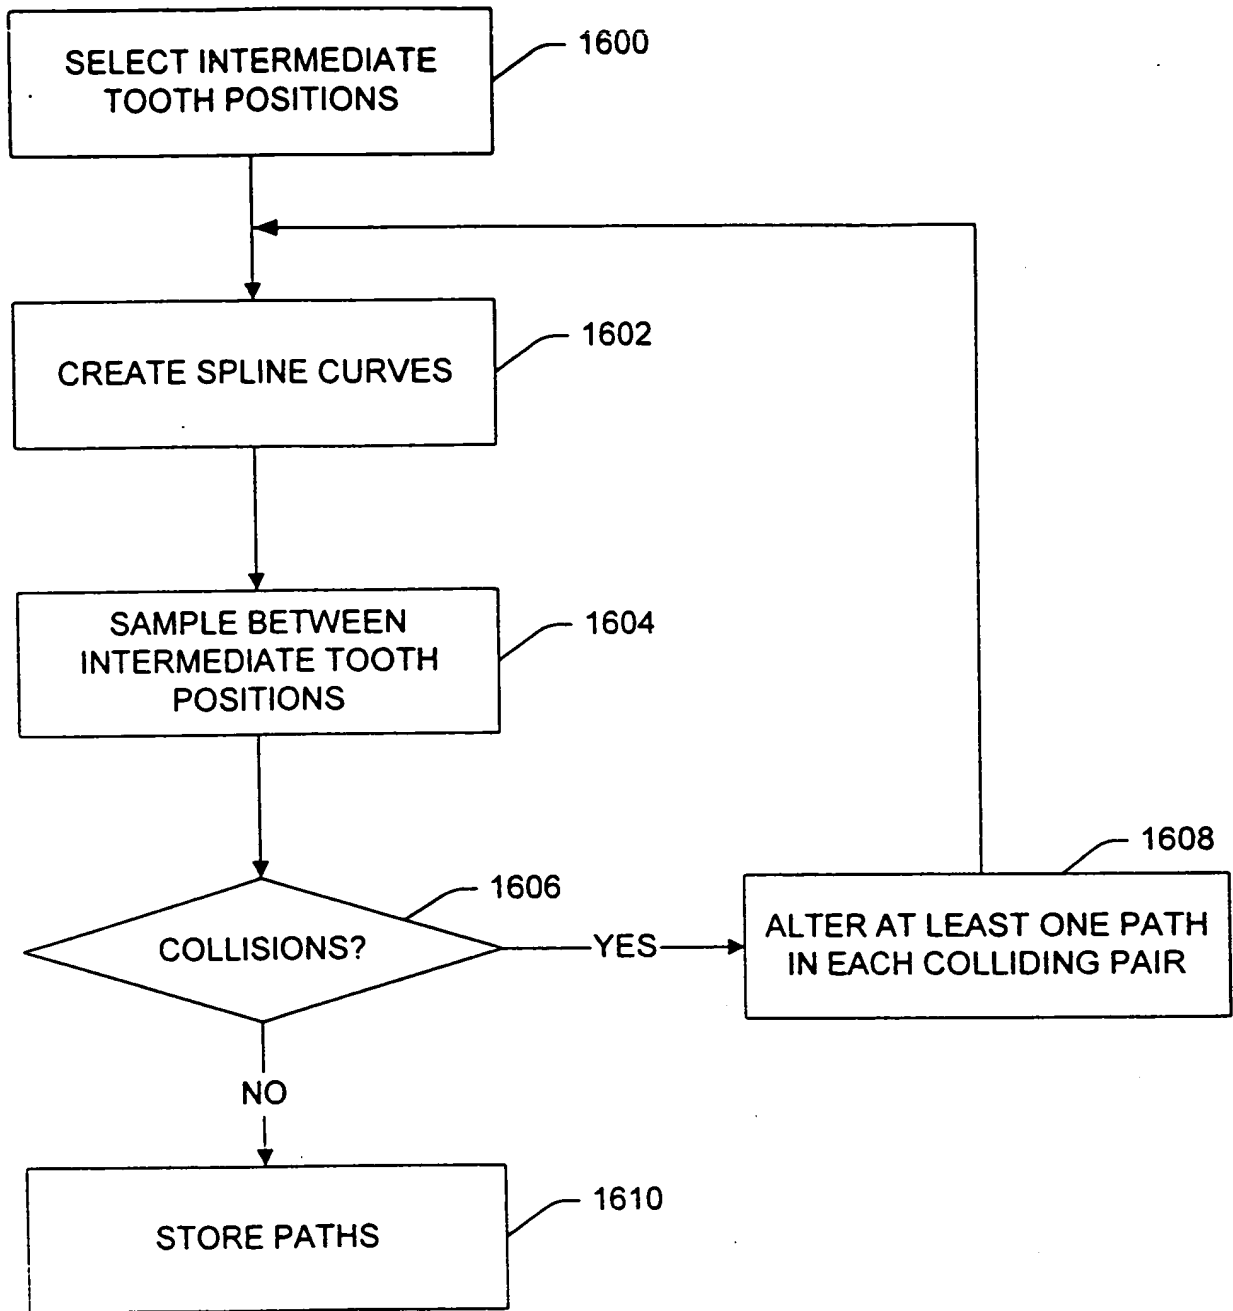 SELECT INTERMEDIATE
TOOTH POSITIONS
1600
CREATE SPLINE CURVES
1602
SAMPLE BETWEEN
INTERMEDIATE TOOTH
POSITIONS
1604
COLLISIONS?
1606
YES
ALTER AT LEAST ONE PATH
IN EACH COLLIDING PAIR
1608
NO
STORE PATHS
1610